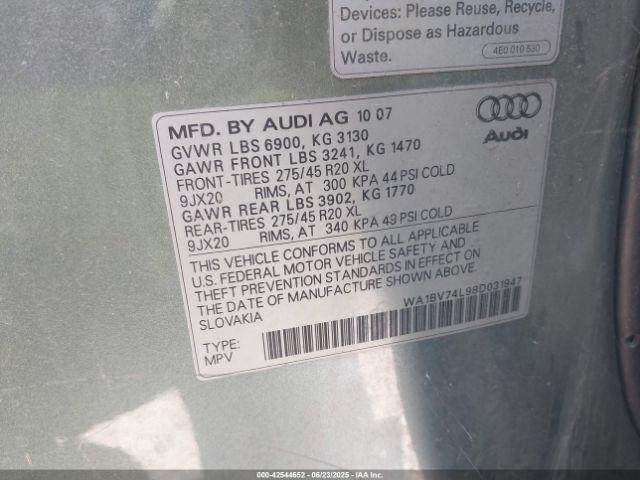 Devices: Please Reuse, Recycle,
or Dispose as Hazardous
Waste.
4E0 010 530
MFD. BY AUDI AG 10 07
GVWR LBS 6900, KG 3130
GAWR FRONT LBS 3241, KG 1470
FRONT-TIRES 275/45 R20 XL
9JX20 RIMS, AT 300 KPA 44 PSI COLD
GAWR REAR LBS 3902, KG 1770
REAR-TIRES 275/45 R20 XL
9JX20 RIMS, AT 340 KPA 49 PSI COLD
Audi
THIS VEHICLE CONFORMS TO ALL APPLICABLE
U.S. FEDERAL MOTOR VEHICLE SAFETY AND
THEFT PREVENTION STANDARDS IN EFFECT ON
THE DATE OF MANUFACTURE SHOWN ABOVE.
SLOVAKIA
WA1BV74L98D031947
TYPE:
MPV
000-42544652 - 06/23/2025 - IAA Inc.